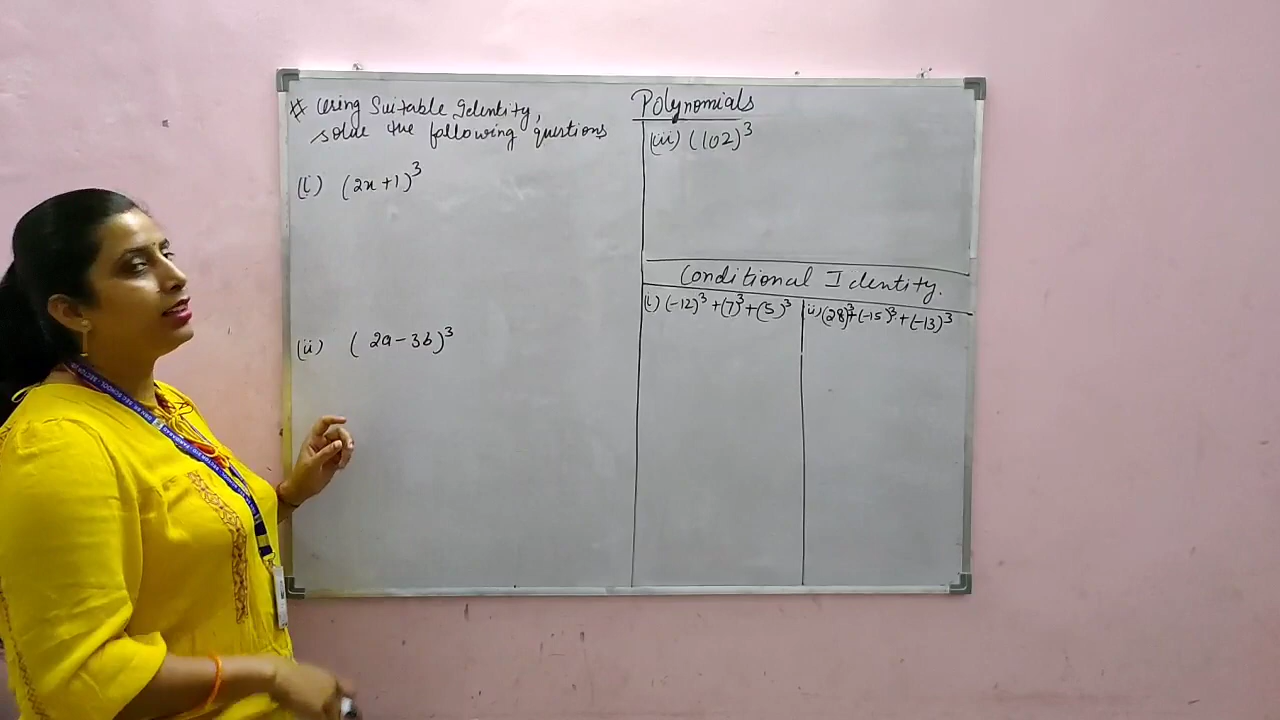 # Using Suitable Identity,
solve the following questions
(i) (2x+1)³
(ii) (2a-3b)³
Polynomials
(iii) (102)³
Conditional Identity.
i) (-12)³+(7)³+(5)³
ii) (28)³+(-15)³+(-13)³